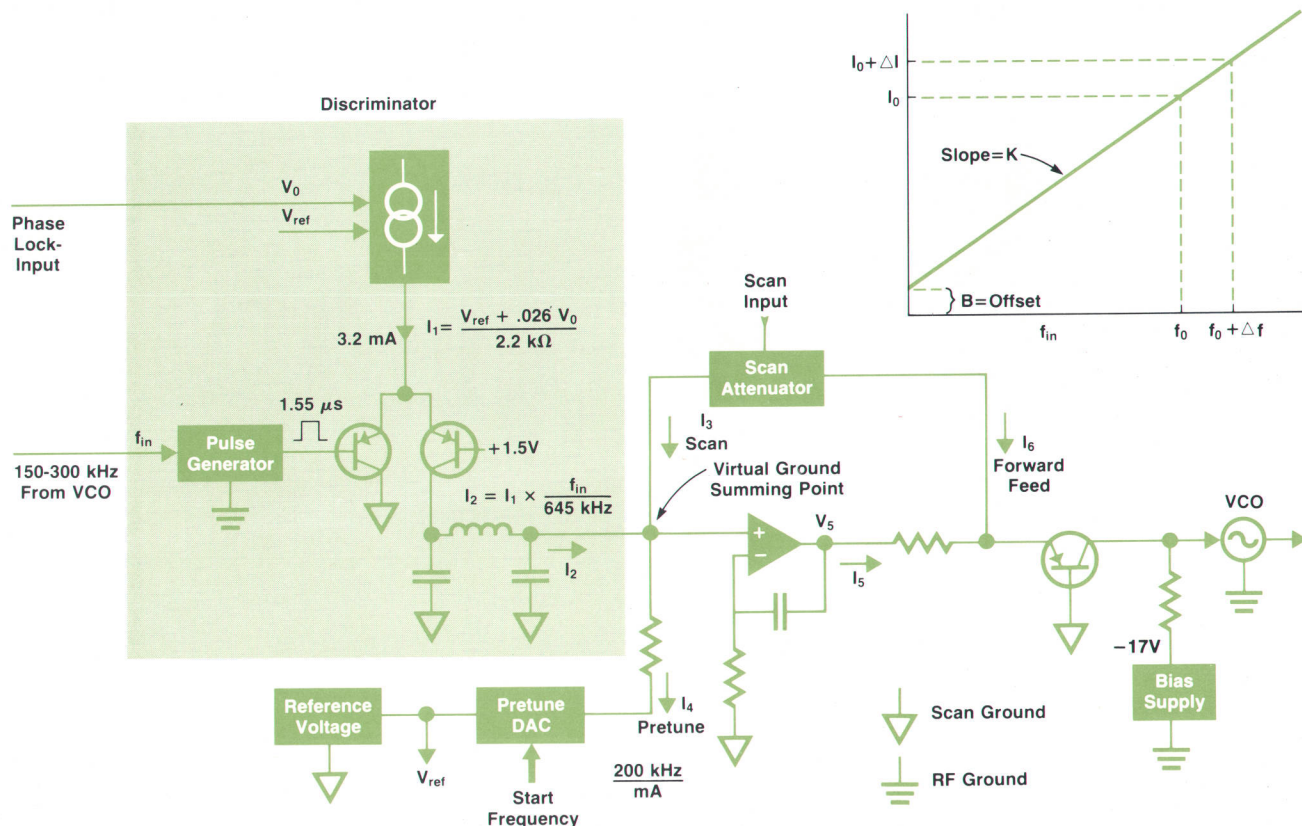 Discriminator
Phase
Lock-
Input
V₀
Vref
3.2 mA
I₁ = Vref + .026 V₀
2.2 kΩ
1.55 μs
fin
150-300 kHz
From VCO
Pulse
Generator
+1.5V
I₂ = I₁ × fin
645 kHz
I₂
Scan
Input
Scan
Attenuator
I₃
Scan
Virtual Ground
Summing Point
I₆
Forward
Feed
+
−
V₅
I₅
VCO
−17V
Bias
Supply
Reference
Voltage
Vref
Pretune
DAC
Start
Frequency
I₄
Pretune
200 kHz
mA
Scan Ground
RF Ground
I₀+△I
I₀
Slope=K
B=Offset
fin
f₀
f₀+△f